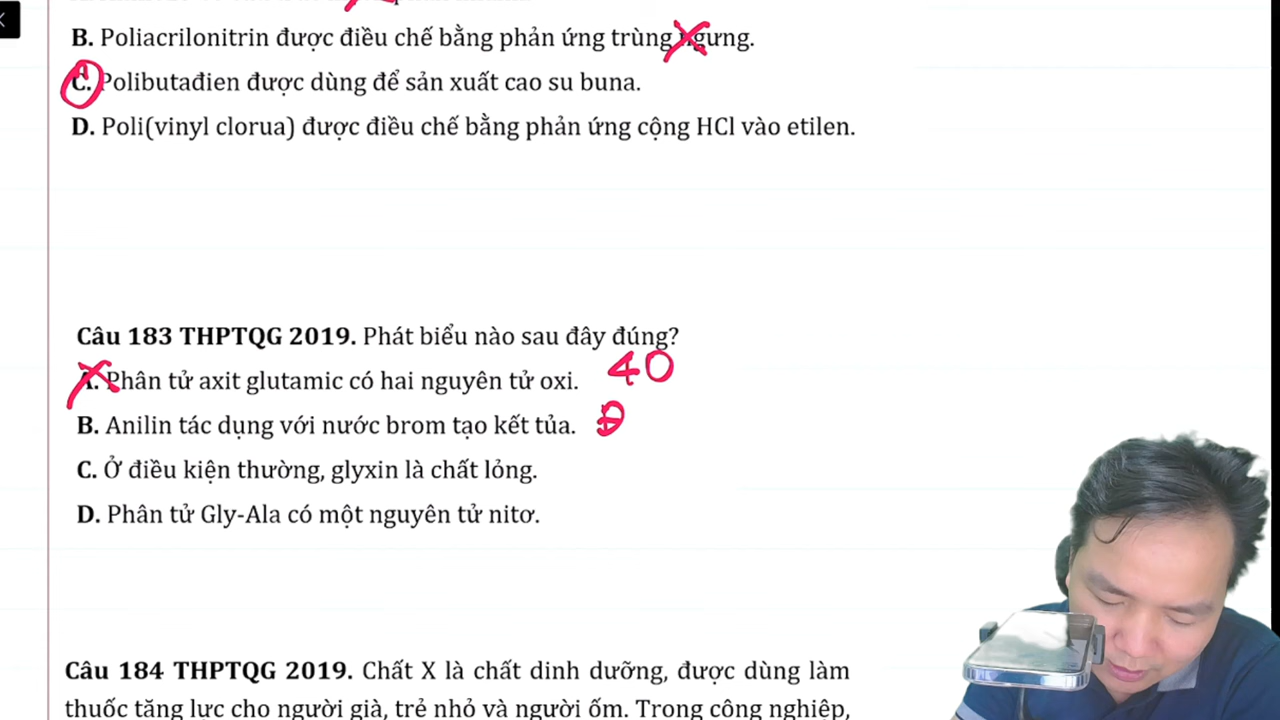 B. Poliacrilonitrin được điều chế bằng phản ứng trùng ngưng.
C. Polibutađien được dùng để sản xuất cao su buna.
D. Poli(vinyl clorua) được điều chế bằng phản ứng cộng HCl vào etilen.
Câu 183 THPTQG 2019. Phát biểu nào sau đây đúng?
A. Phân tử axit glutamic có hai nguyên tử oxi. 40
B. Anilin tác dụng với nước brom tạo kết tủa.
C. Ở điều kiện thường, glyxin là chất lỏng.
D. Phân tử Gly-Ala có một nguyên tử nitơ.
Câu 184 THPTQG 2019. Chất X là chất dinh dưỡng, được dùng làm
thuốc tăng lực cho người già, trẻ nhỏ và người ốm. Trong công nghiệp,